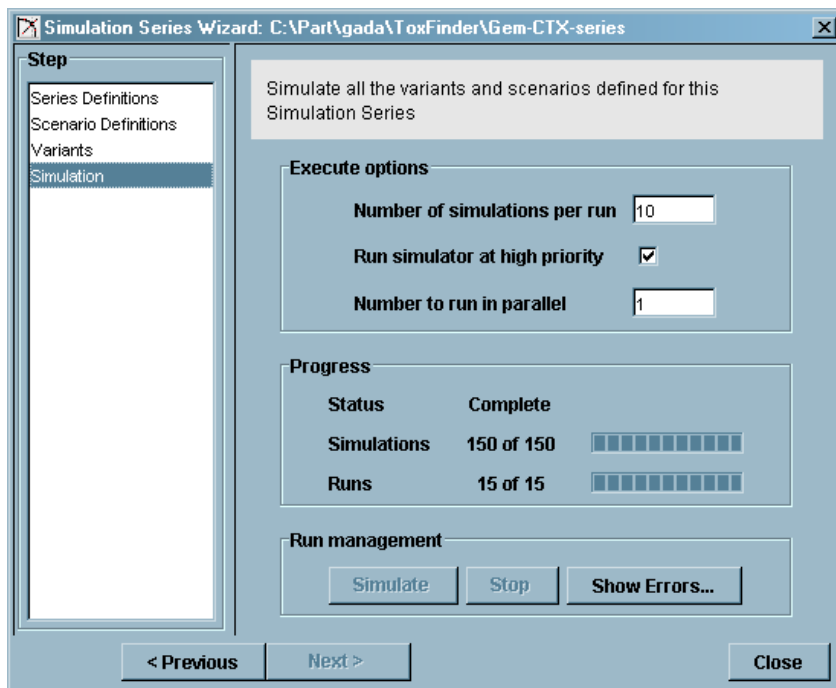 Simulation Series Wizard: C:\Part\gada\ToxFinder\Gem-CTX-series
Step
Series Definitions
Scenario Definitions
Variants
Simulation
Simulate all the variants and scenarios defined for this
Simulation Series
Execute options
Number of simulations per run 10
Run simulator at high priority
Number to run in parallel 1
Progress
Status Complete
Simulations 150 of 150
Runs 15 of 15
Run management
Simulate Stop Show Errors...
< Previous Next > Close